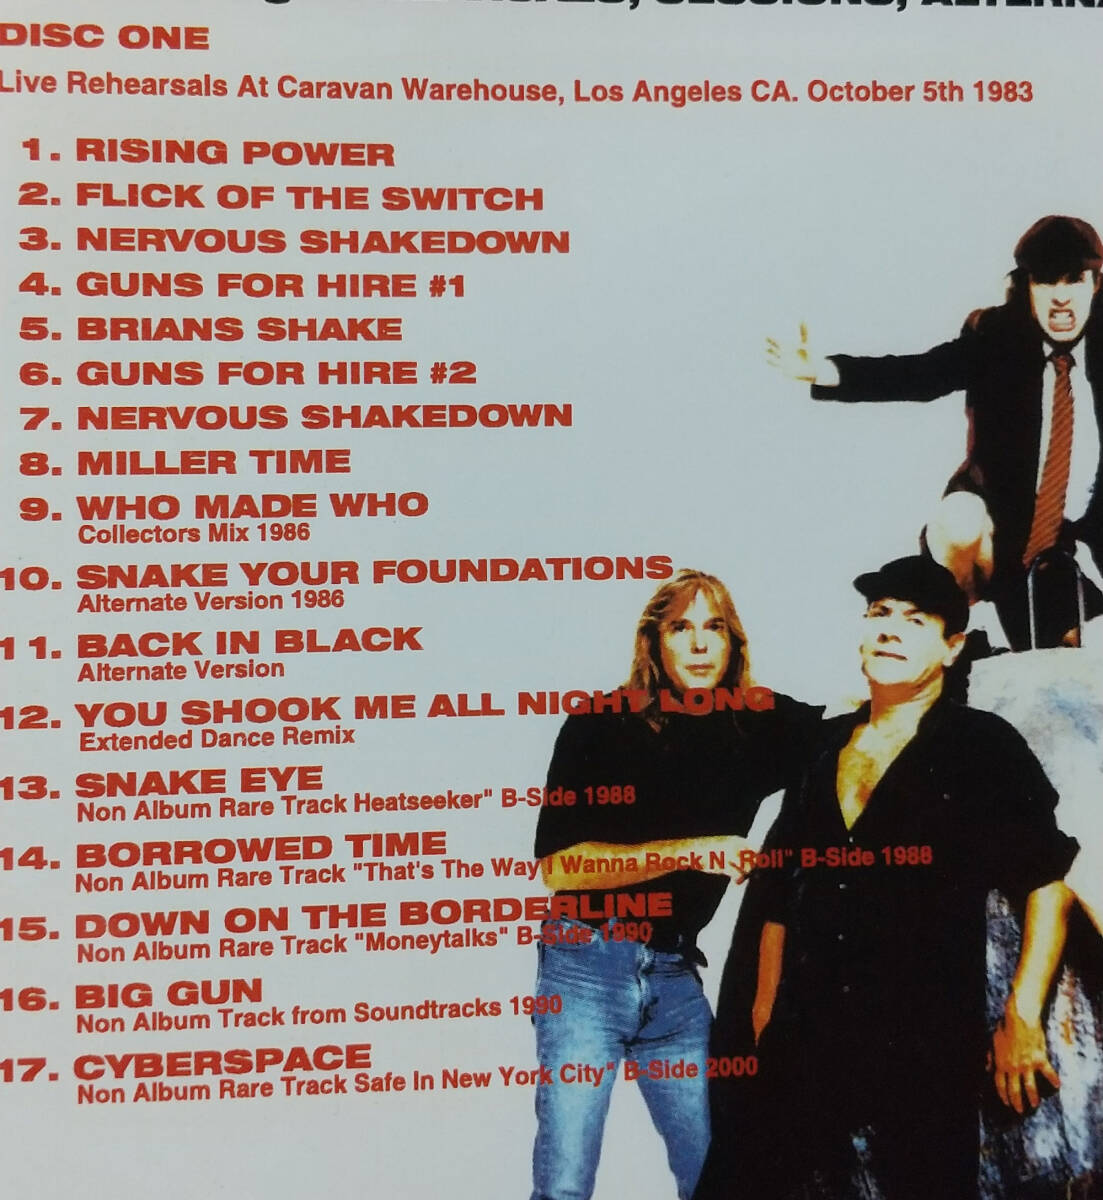 SESSIONS,
DISC ONE
Live Rehearsals At Caravan Warehouse, Los Angeles CA. October 5th 1983
1. RISING POWER
2. FLICK OF THE SWITCH
3. NERVOUS SHAKEDOWN
4. GUNS FOR HIRE #1
5. BRIANS SHAKE
6. GUNS FOR HIRE #2
7. NERVOUS SHAKEDOWN
8. MILLER TIME
9. WHO MADE WHO
Collectors Mix 1986
10. SNAKE YOUR FOUNDATIONS
Alternate Version 1986
11. BACK IN BLACK
Alternate Version
12. YOU SHOOK ME ALL NIGHT LONG
Extended Dance Remix
13. SNAKE EYE
Non Album Rare Track Heatseeker" B-Side 1988
14. BORROWED TIME
Non Album Rare Track "That's The Way I Wanna Rock N Roll" B-Side 1988
15. DOWN ON THE BORDERLINE
Non Album Rare Track "Moneytalks" B-Side 1990
16. BIG GUN
Non Album Track from Soundtracks 1990
17. CYBERSPACE
Non Album Rare Track Safe In New York City" B-Side 2000